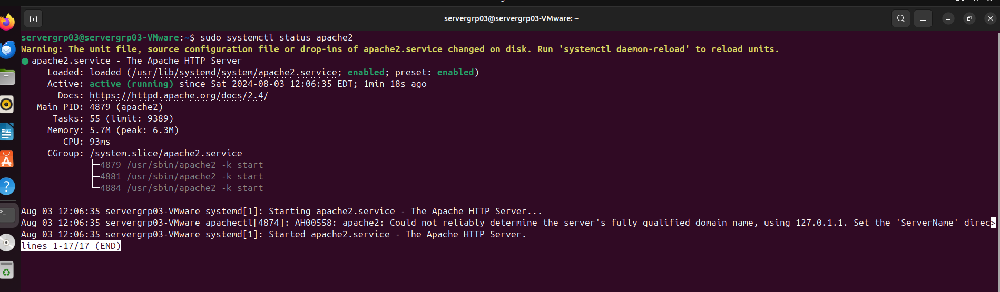 servergrp03@servergrp03-VMware: ~
servergrp03@servergrp03-VMware:~$ sudo systemctl status apache2
Warning: The unit file, source configuration file or drop-ins of apache2.service changed on disk. Run 'systemctl daemon-reload' to reload units.
● apache2.service - The Apache HTTP Server
Loaded: loaded (/usr/lib/systemd/system/apache2.service; enabled; preset: enabled)
Active: active (running) since Sat 2024-08-03 12:06:35 EDT; 1min 18s ago
Docs: https://httpd.apache.org/docs/2.4/
Main PID: 4879 (apache2)
Tasks: 55 (limit: 9389)
Memory: 5.7M (peak: 6.3M)
CPU: 93ms
CGroup: /system.slice/apache2.service
├─4879 /usr/sbin/apache2 -k start
├─4881 /usr/sbin/apache2 -k start
└─4884 /usr/sbin/apache2 -k start
Aug 03 12:06:35 servergrp03-VMware systemd[1]: Starting apache2.service - The Apache HTTP Server...
Aug 03 12:06:35 servergrp03-VMware apachectl[4874]: AH00558: apache2: Could not reliably determine the server's fully qualified domain name, using 127.0.1.1. Set the 'ServerName' direc>
Aug 03 12:06:35 servergrp03-VMware systemd[1]: Started apache2.service - The Apache HTTP Server.
lines 1-17/17 (END)